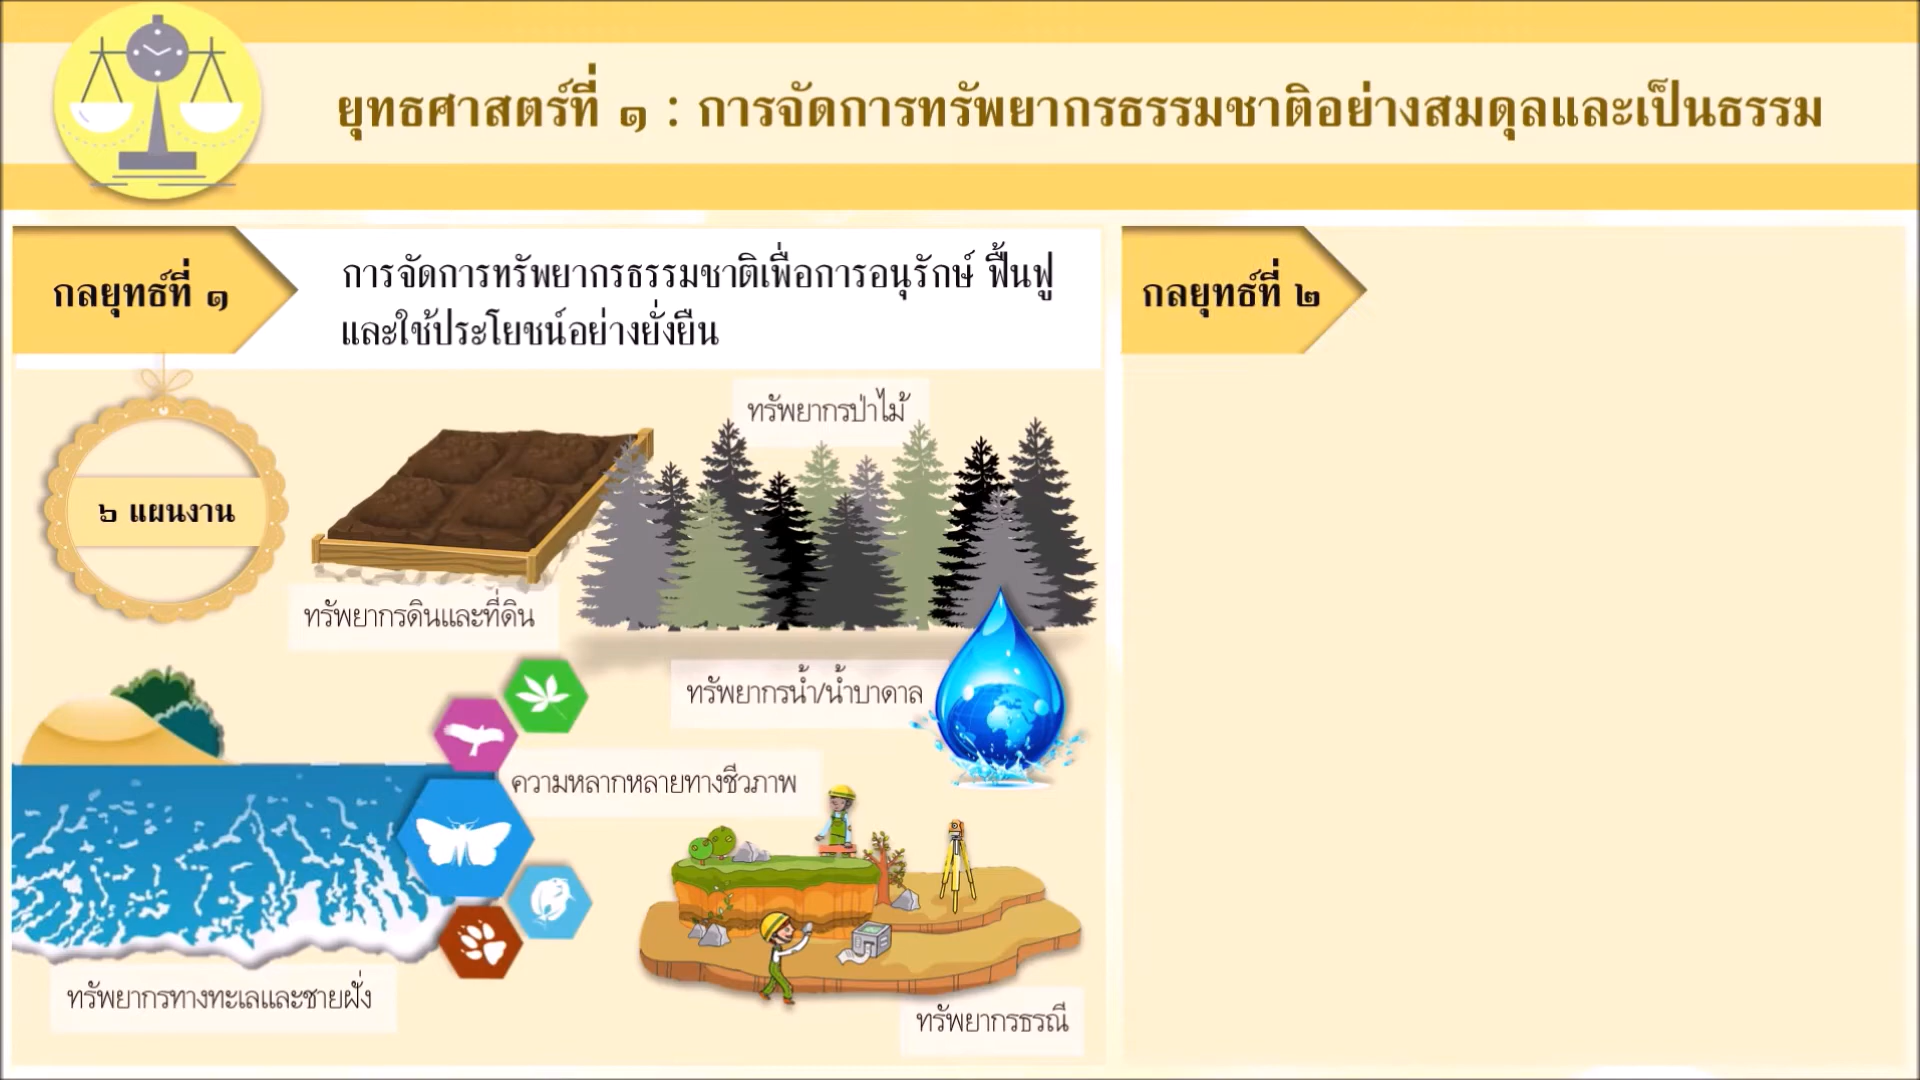 ยุทธศาสตร์ที่ ๑ : การจัดการทรัพยากรธรรมชาติอย่างสมดุลและเป็นธรรม
กลยุทธ์ที่ ๑
การจัดการทรัพยากรธรรมชาติเพื่อการอนุรักษ์ ฟื้นฟู
และใช้ประโยชน์อย่างยั่งยืน
๖ แผนงาน
ทรัพยากรดินและที่ดิน
ทรัพยากรป่าไม้
ทรัพยากรน้ำ/น้ำบาดาล
ความหลากหลายทางชีวภาพ
ทรัพยากรทางทะเลและชายฝั่ง
ทรัพยากรธรณี
กลยุทธ์ที่ ๒